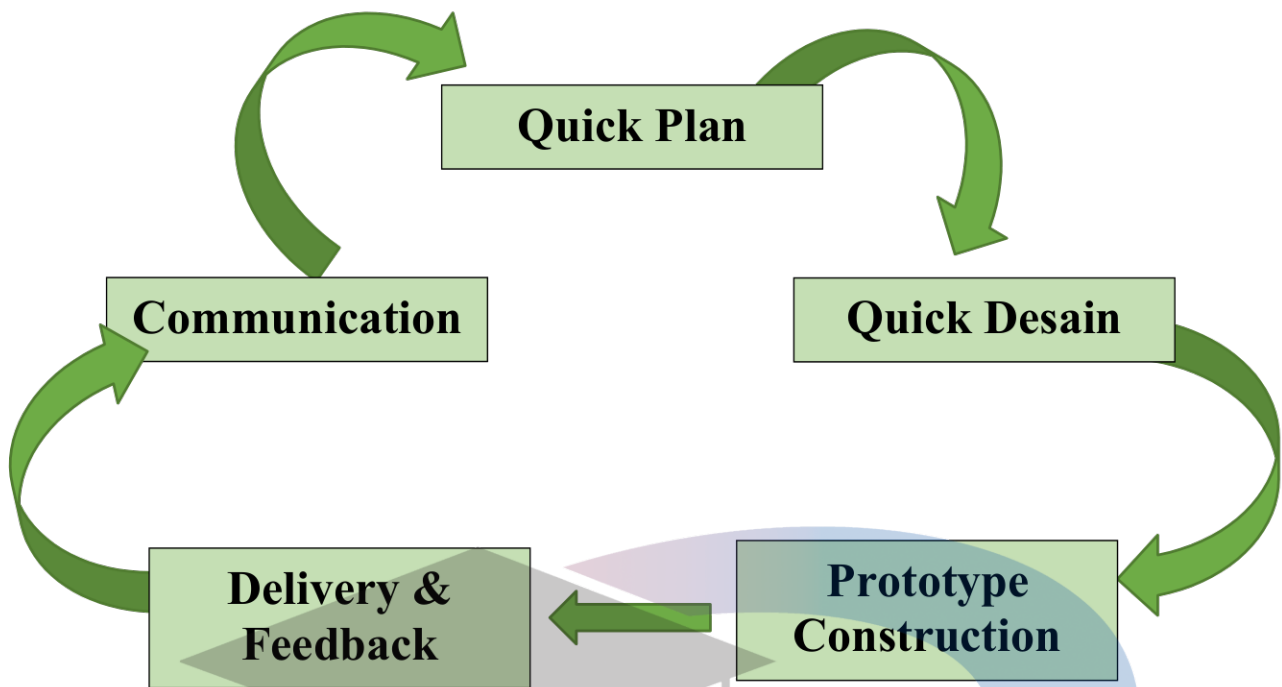 Quick Plan
Communication
Quick Desain
Delivery &
Feedback
Prototype
Construction